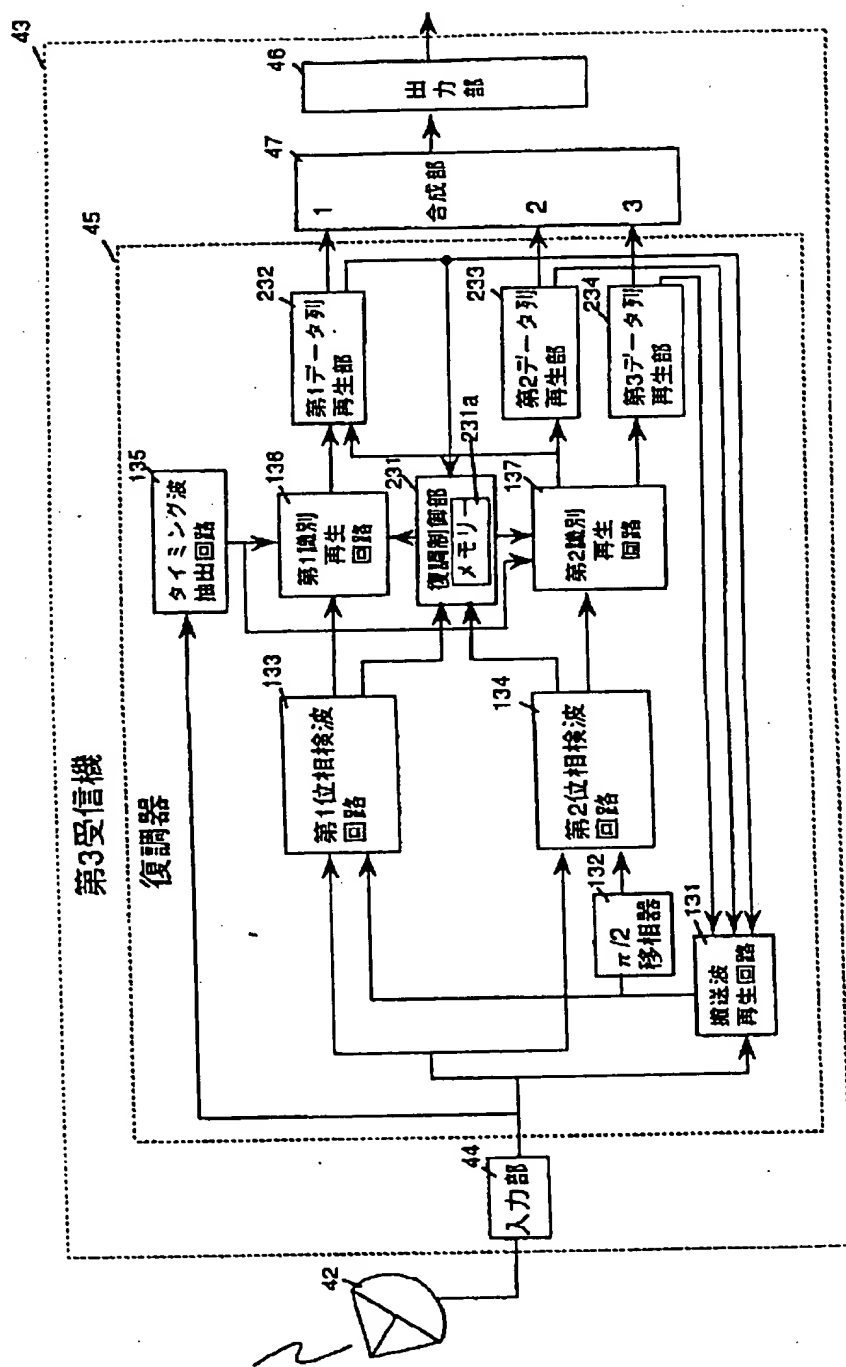 第3受信機
43
復調器
45
42
44
入力部
135
タイミング波
抽出回路
133
第1位相検波
回路
134
第2位相検波
回路
132
π/2
移相器
131
搬送波
再生回路
136
第1識別
再生
回路
231
復調制御部
メモリー
231a
137
第2識別
再生
回路
232
第1データ列
再生部
233
第2データ列
再生部
234
第3データ列
再生部
47
1
合成部
2
3
46
出力部